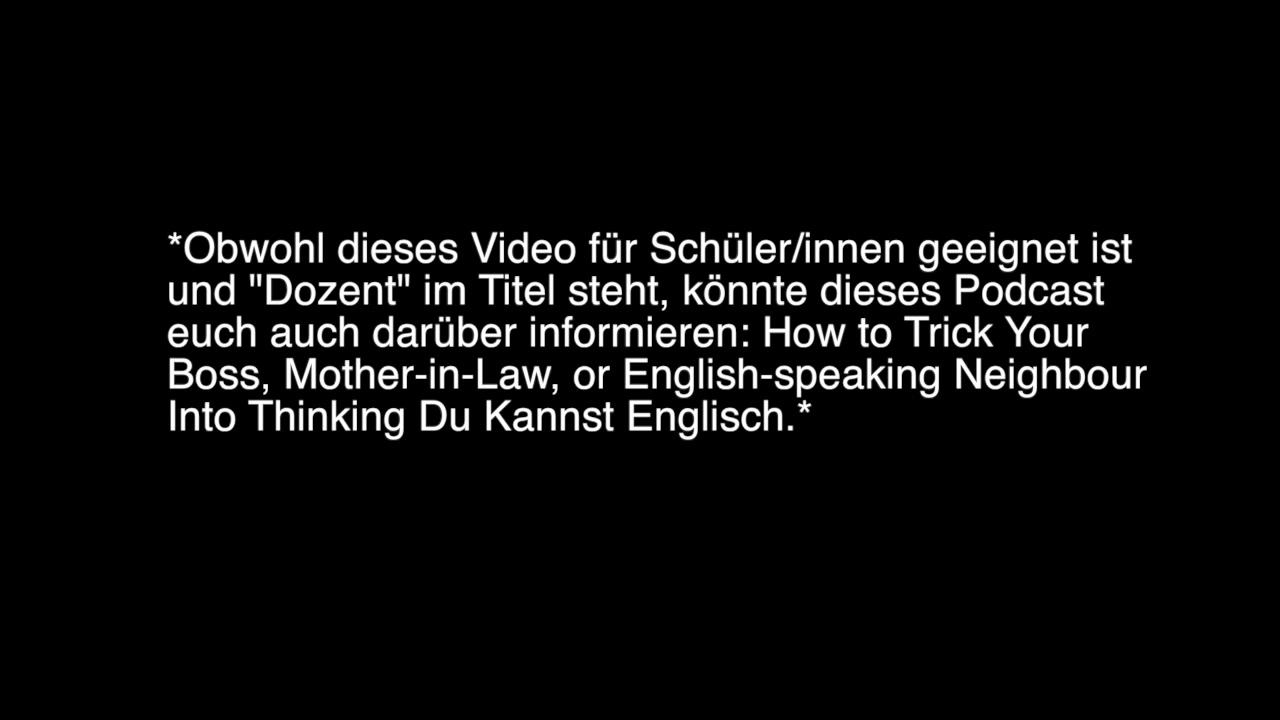 *Obwohl dieses Video für Schüler/innen geeignet ist
und "Dozent" im Titel steht, könnte dieses Podcast
euch auch darüber informieren: How to Trick Your
Boss, Mother-in-Law, or English-speaking Neighbour
Into Thinking Du Kannst Englisch.*